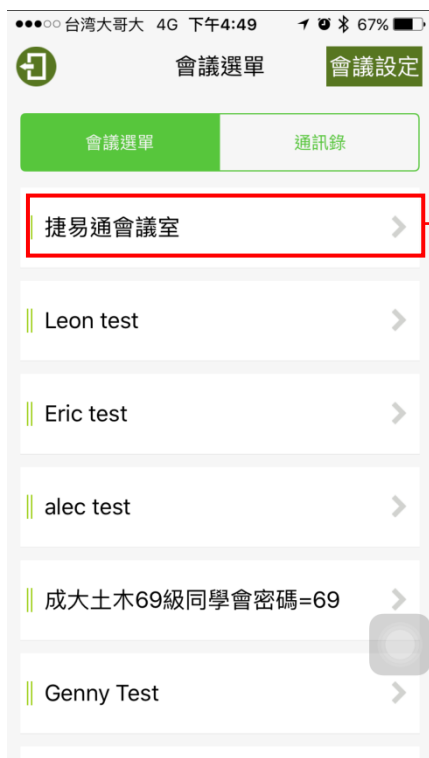 台湾大哥大 4G 下午4:49 67%
會議選單 會議設定
會議選單 通訊錄
捷易通會議室
Leon test
Eric test
alec test
成大土木69級同學會密碼=69
Genny Test